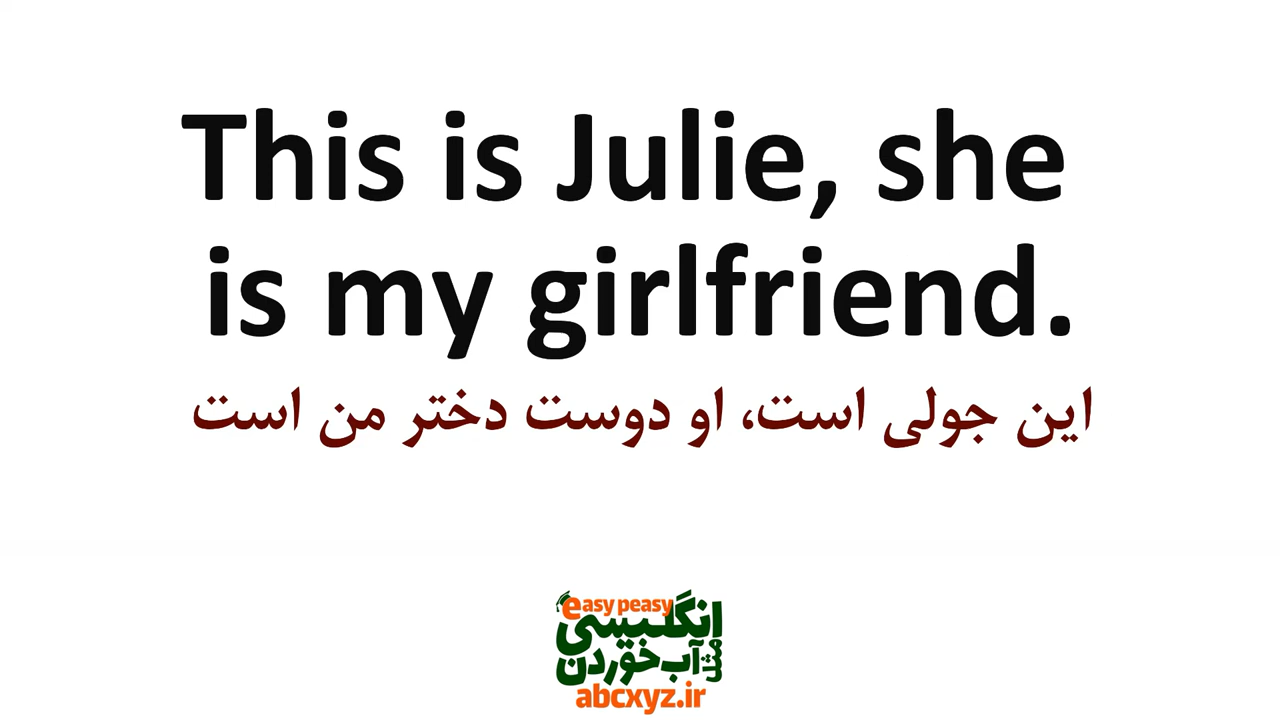 This is Julie, she
is my girlfriend.
این جولی است، او دوست دختر من است
easy peasy
انگلیسی
مثل آب خوردن
abcxyz.ir